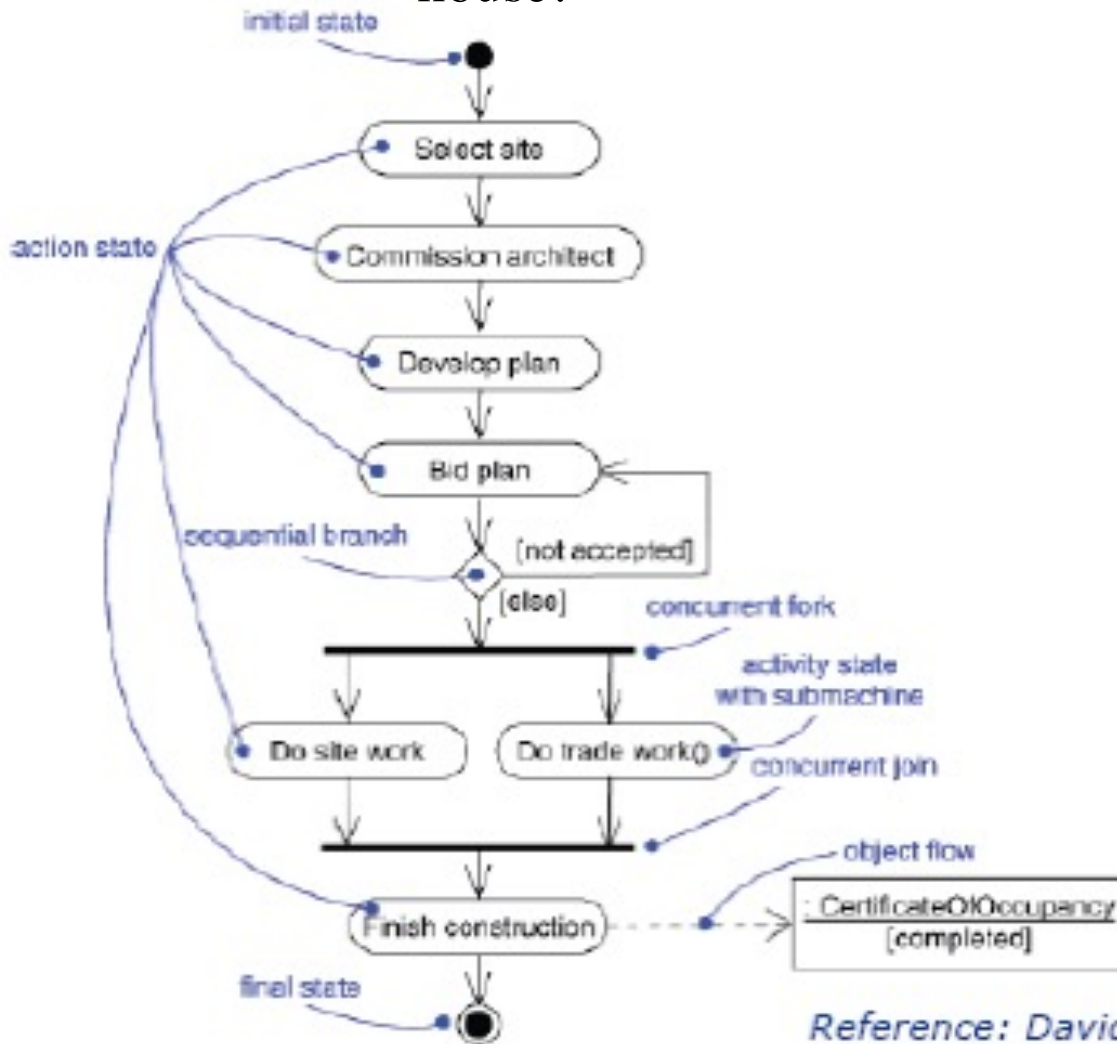 house.
initial state
Select site
action state
Commission architect
Develop plan
Bid plan
sequential branch
[not accepted]
[else]
concurrent fork
activity state
with submachine
Do site work
Do trade work()
concurrent join
object flow
: CertificateOfOccupancy
[completed]
Finish construction
final state
Reference: David